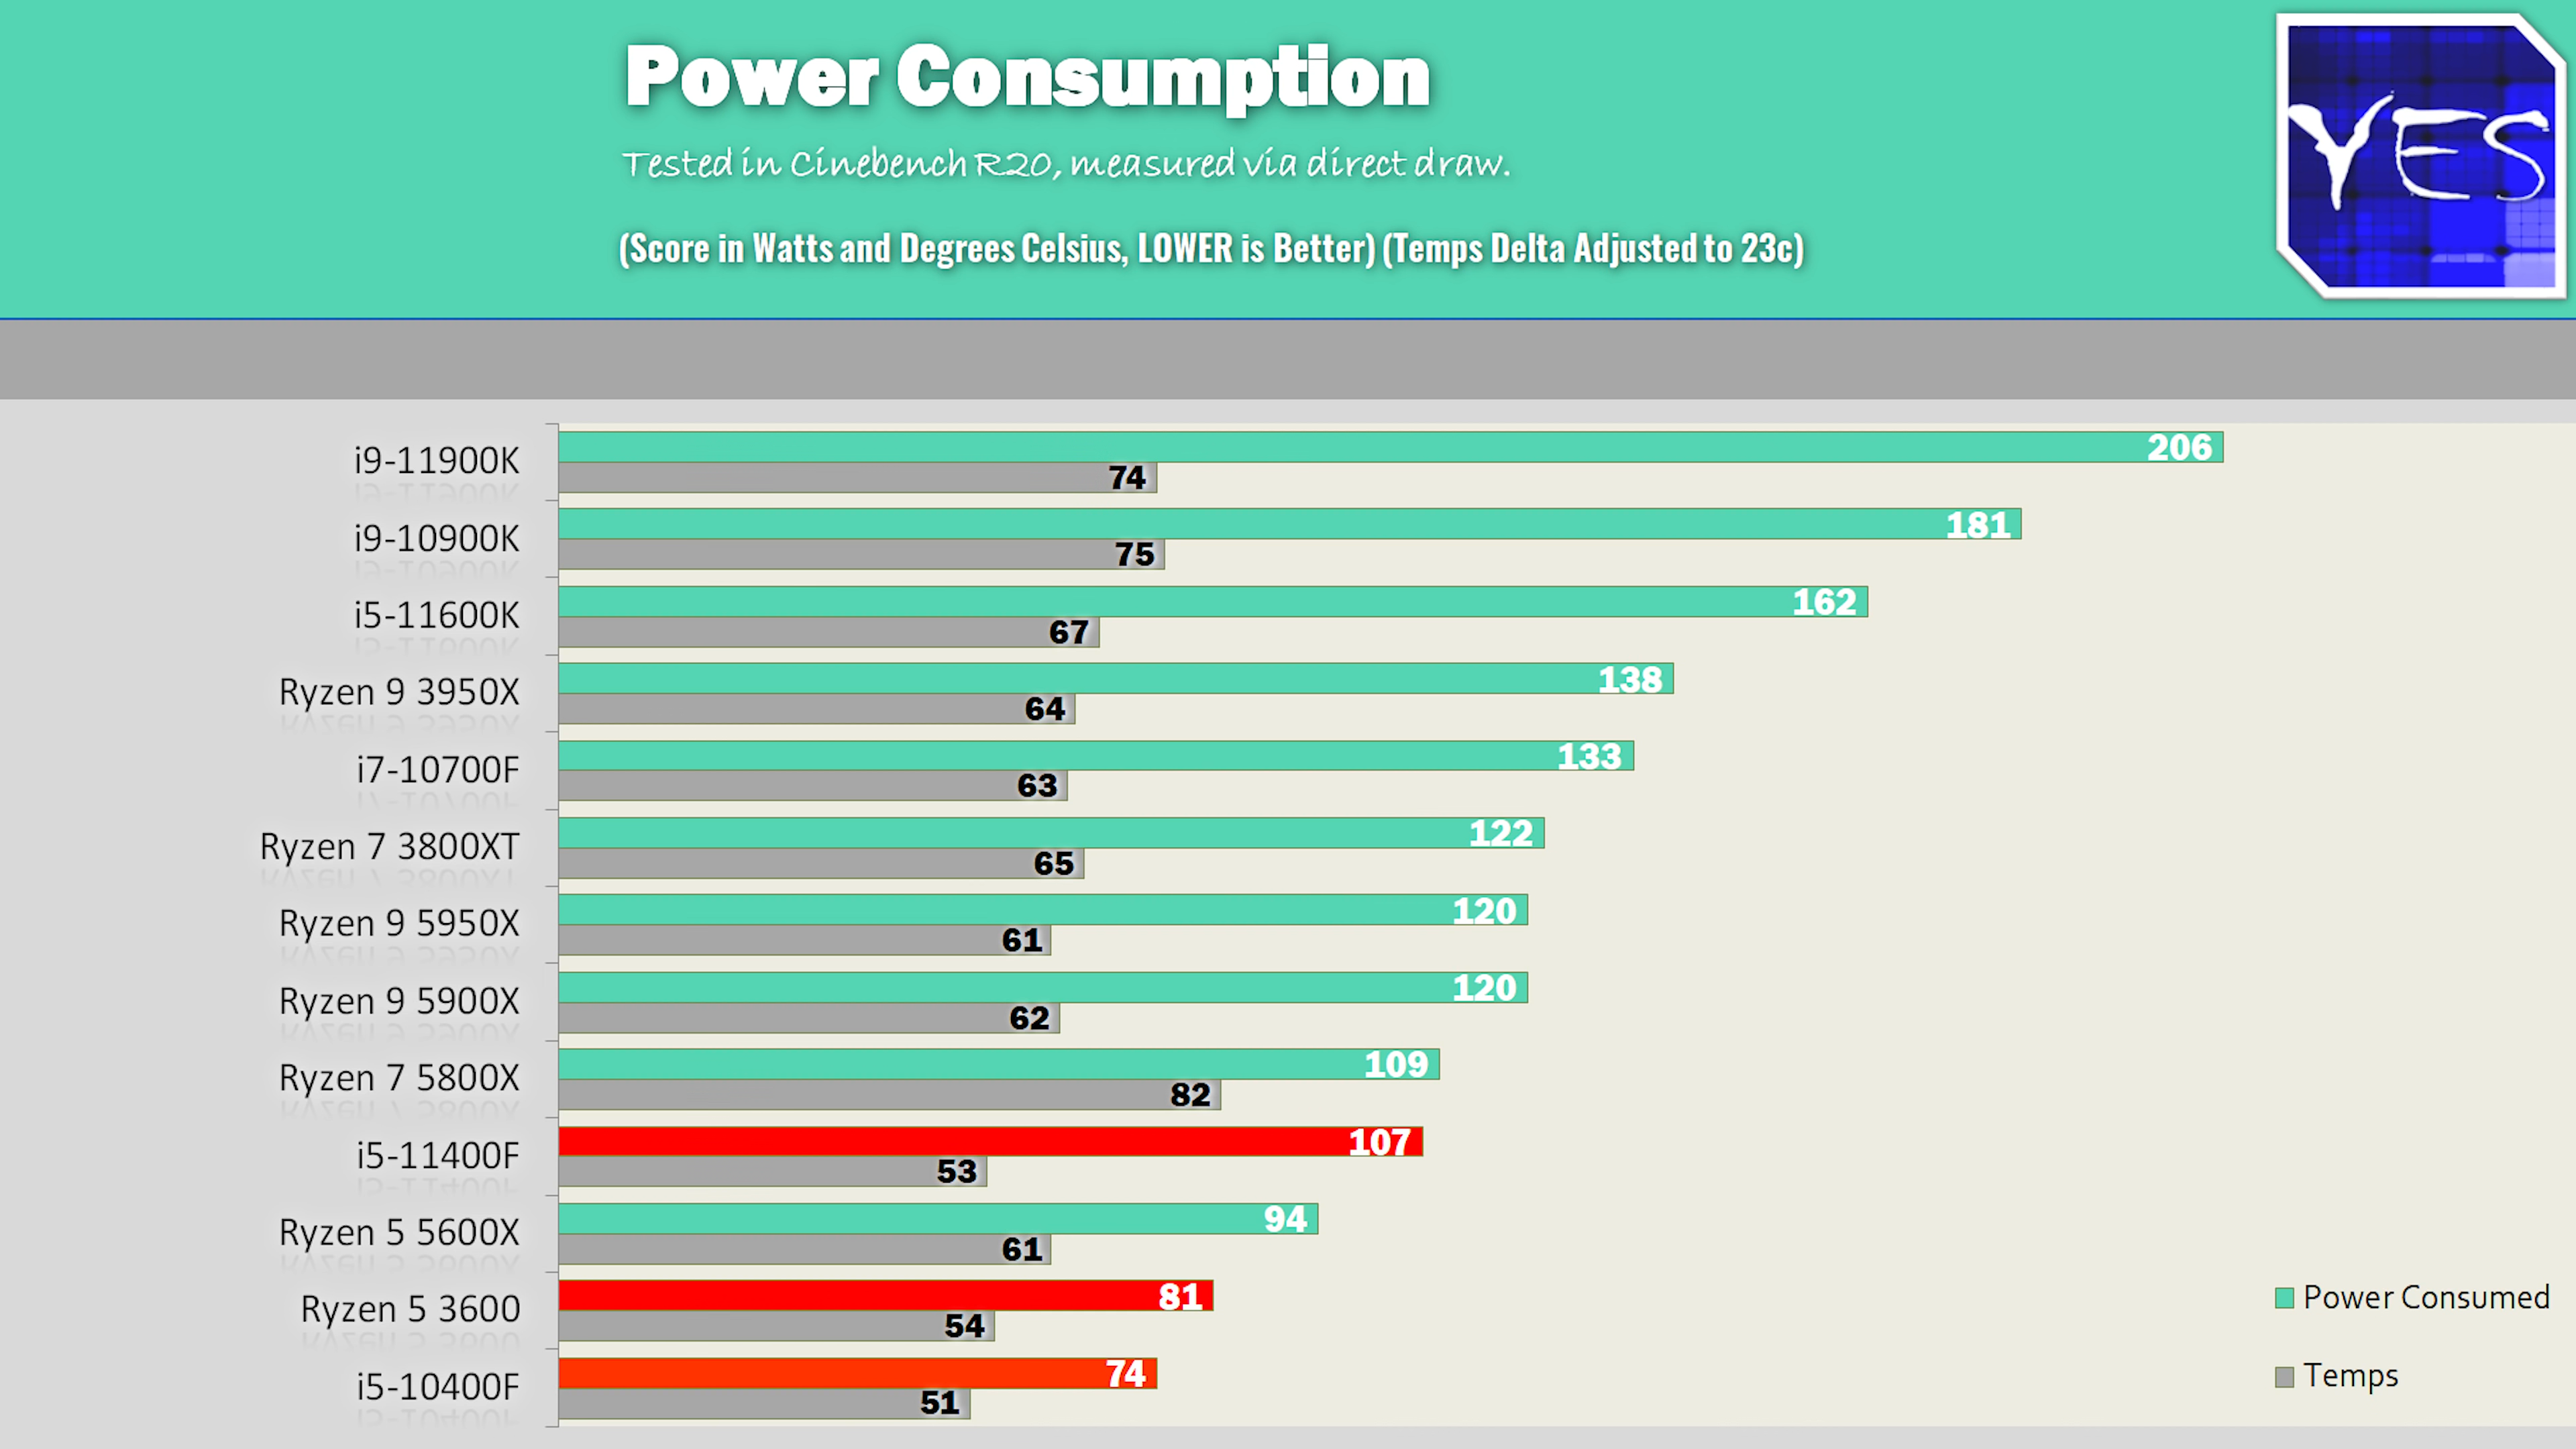 Power Consumption
Tested in Cinebench R20, measured via direct draw.
(Score in Watts and Degrees Celsius, LOWER is Better) (Temps Delta Adjusted to 23c)
YES
i9-11900K
206
74
i9-10900K
181
75
i5-11600K
162
67
Ryzen 9 3950X
138
64
i7-10700F
133
63
Ryzen 7 3800XT
122
65
Ryzen 9 5950X
120
61
Ryzen 9 5900X
120
62
Ryzen 7 5800X
109
82
i5-11400F
107
53
Ryzen 5 5600X
94
61
Ryzen 5 3600
81
54
i5-10400F
74
51
Power Consumed
Temps